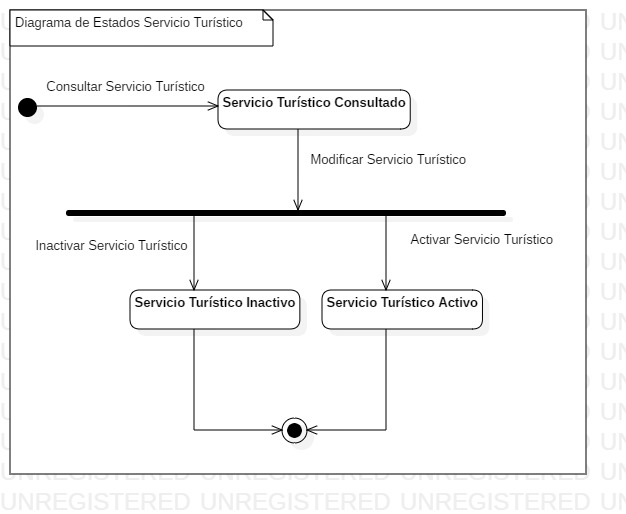 Diagrama de Estados Servicio Turístico
Consultar Servicio Turístico
Servicio Turístico Consultado
Modificar Servicio Turístico
Inactivar Servicio Turístico
Activar Servicio Turístico
Servicio Turístico Inactivo
Servicio Turístico Activo
UNREGISTERED UNREGISTERED UNREGISTERED UN